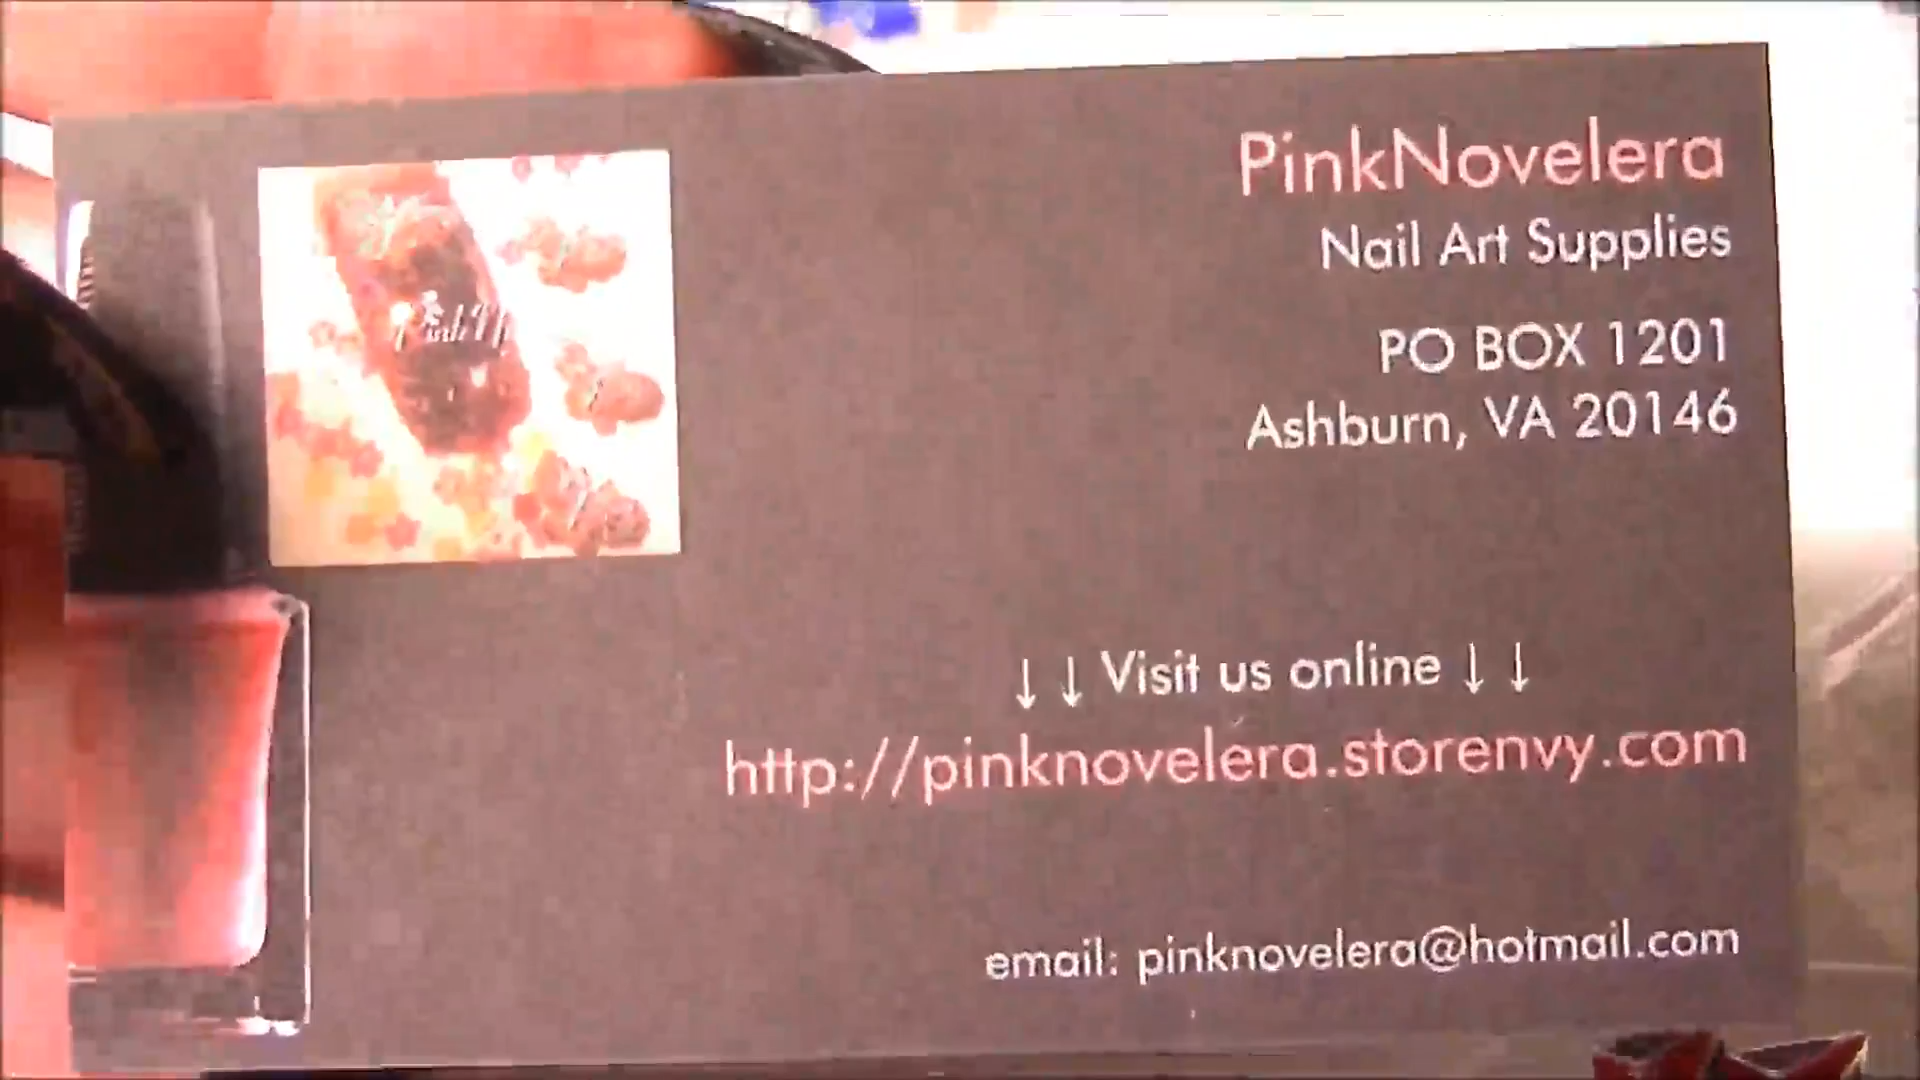 PinkNovelera
Nail Art Supplies
PO BOX 1201
Ashburn, VA 20146
↓ ↓ Visit us online ↓ ↓
http://pinknovelera.storenvy.com
email: pinknovelera@hotmail.com